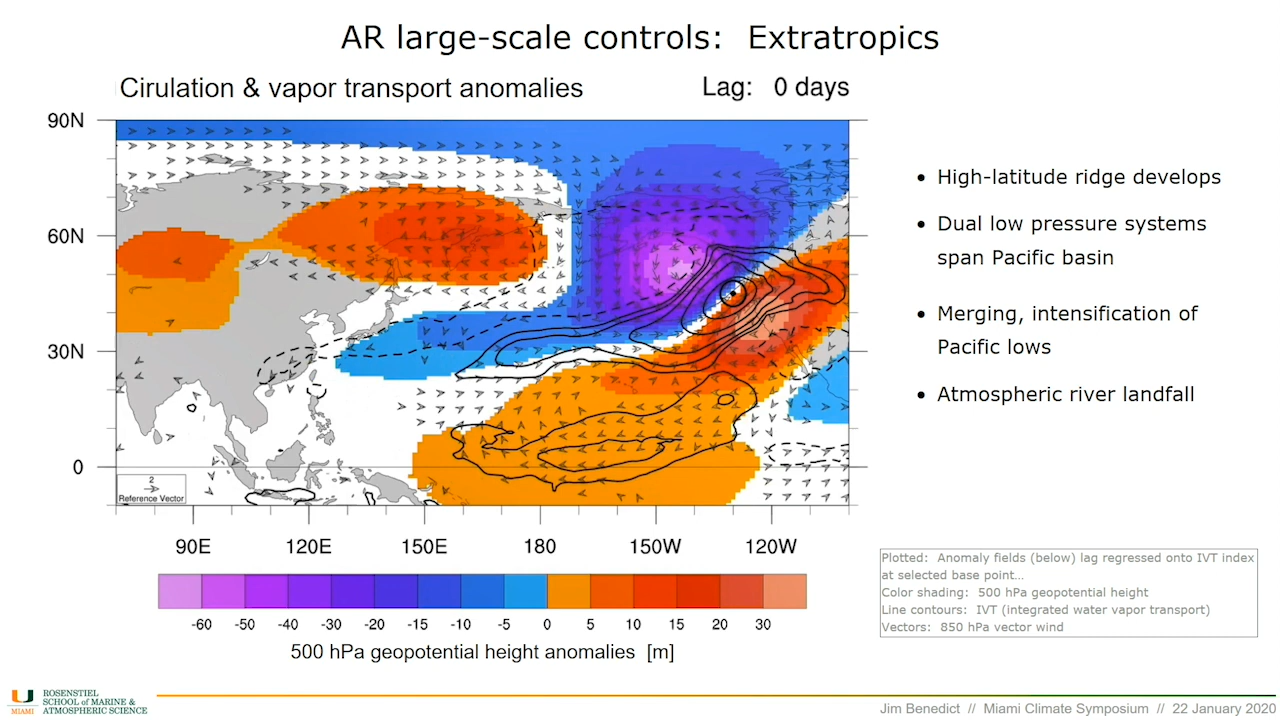 AR large-scale controls:  Extratropics
Cirulation & vapor transport anomalies
Lag:  0 days
90N
60N
30N
0
2
Reference Vector
90E 120E 150E 180 150W 120W
-60 -50 -40 -30 -20 -15 -10 -5 0 5 10 15 20 30
500 hPa geopotential height anomalies  [m]
• High-latitude ridge develops
• Dual low pressure systems
span Pacific basin
• Merging, intensification of
Pacific lows
• Atmospheric river landfall
Plotted:  Anomaly fields (below) lag regressed onto IVT index
at selected base point…
Color shading:  500 hPa geopotential height
Line contours:  IVT (integrated water vapor transport)
Vectors:  850 hPa vector wind
U
MIAMI
ROSENSTIEL
SCHOOL of MARINE &
ATMOSPHERIC SCIENCE
Jim Benedict  //  Miami Climate Symposium  //  22 January 2020